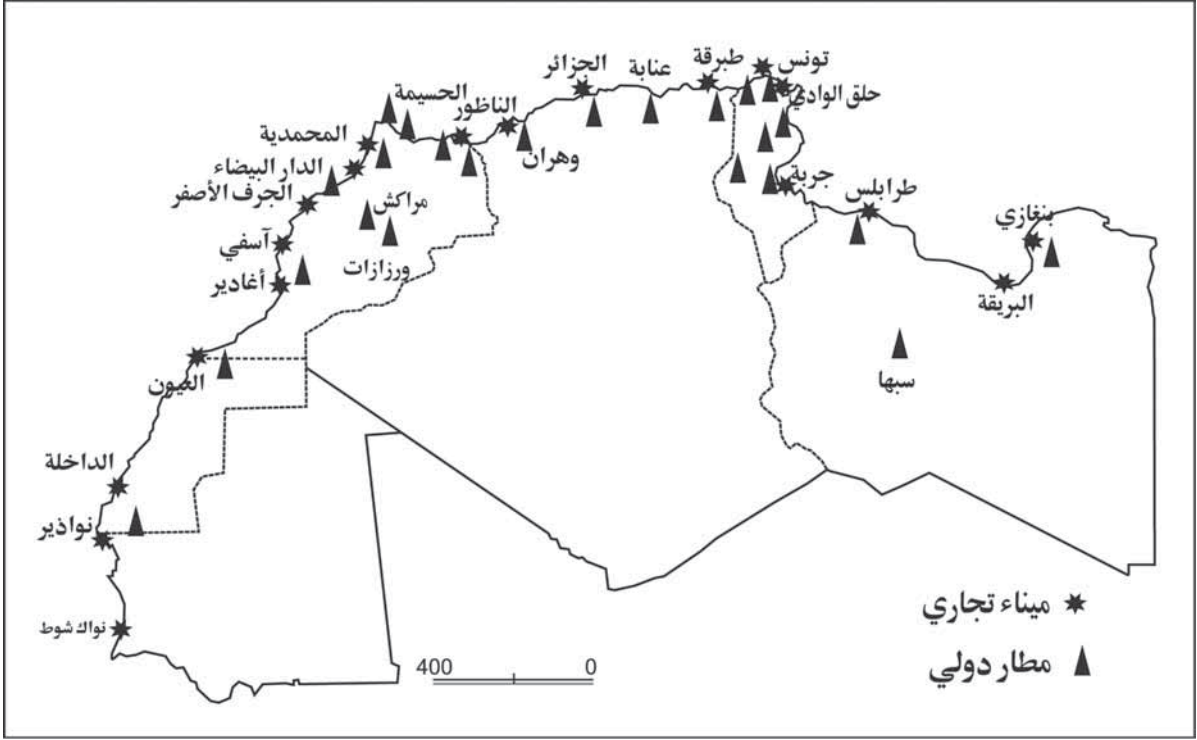 تونس
طبرقة
حلق الوادي
عنابة
الجزائر
الحسيمة
الناظور
وهران
المحمدية
الدار البيضاء
الجرف الأصفر
مراكش
آسفي
ورزازات
أغادير
جربة
طرابلس
بنغازي
البريقة
سبها
العيون
الداخلة
نواذير
نواك شوط
ميناء تجاري
مطار دولي
400 0